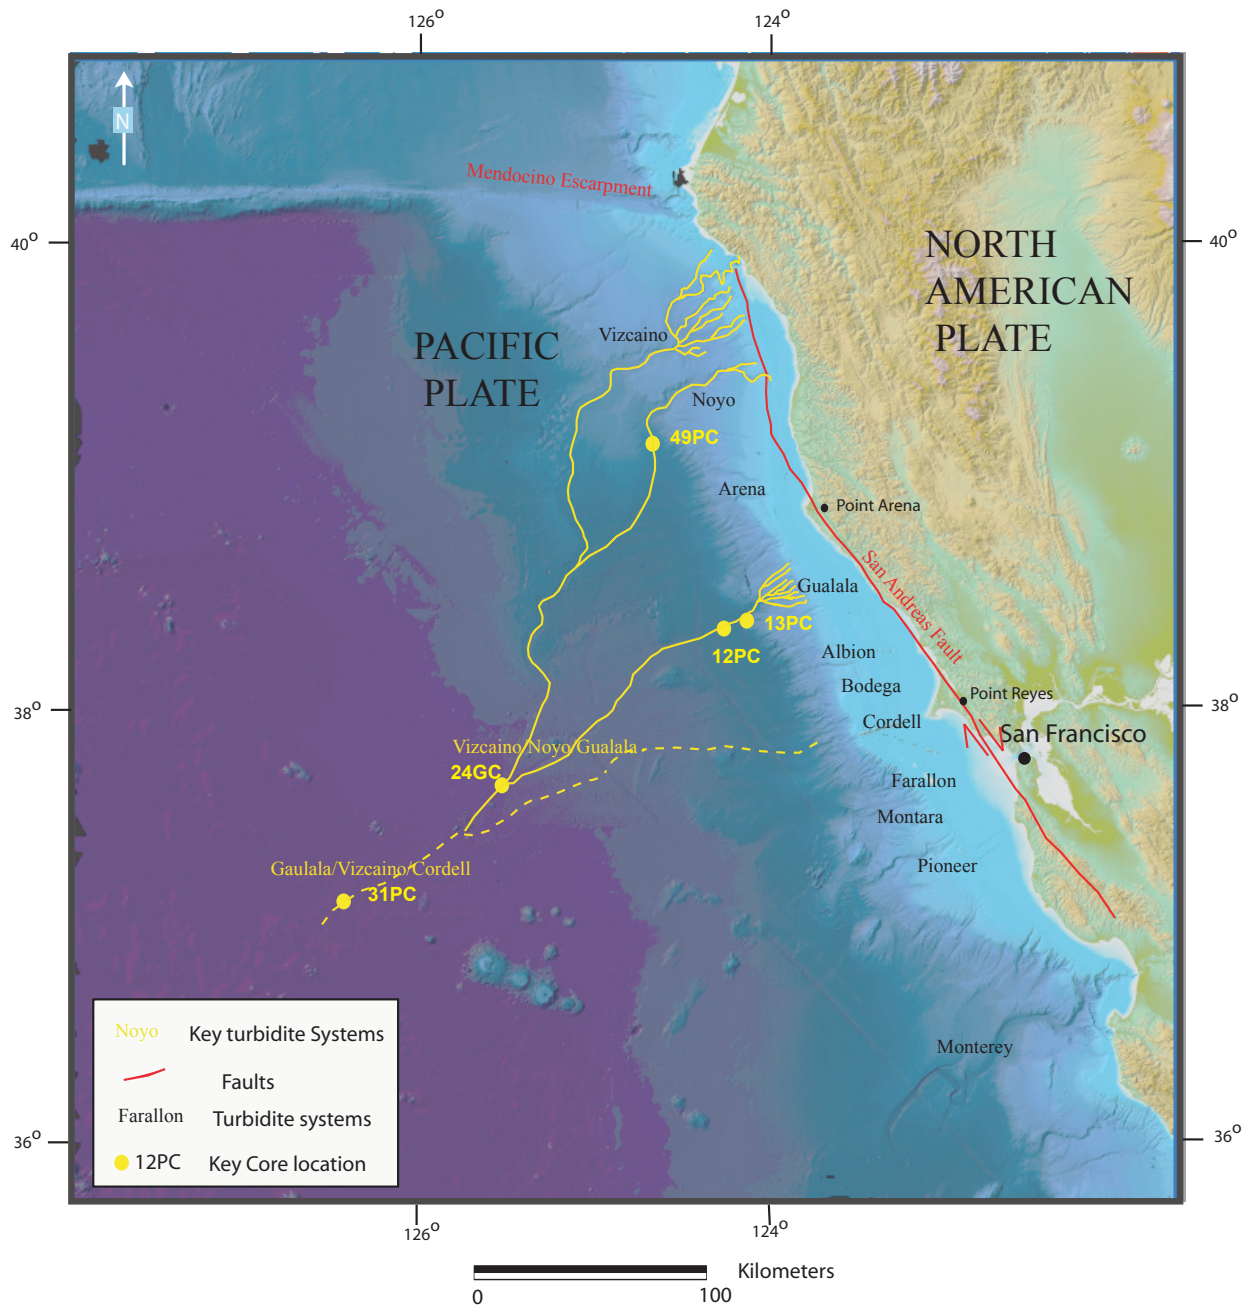 126°
124°
N
Mendocino Escarpment
40°
40°
NORTH
AMERICAN
PLATE
PACIFIC
PLATE
Vizcaino
Noyo
49PC
Arena
Point Arena
San Andreas Fault
Gualala
13PC
12PC
Albion
Bodega
Point Reyes
38°
38°
Cordell
San Francisco
Vizcaino/Noyo/Gualala
24GC
Farallon
Montara
Pioneer
Gaulala/Vizcaino/Cordell
31PC
Monterey
Noyo Key turbidite Systems
Faults
Farallon Turbidite systems
12PC Key Core location
36°
36°
126°
124°
Kilometers
0 100